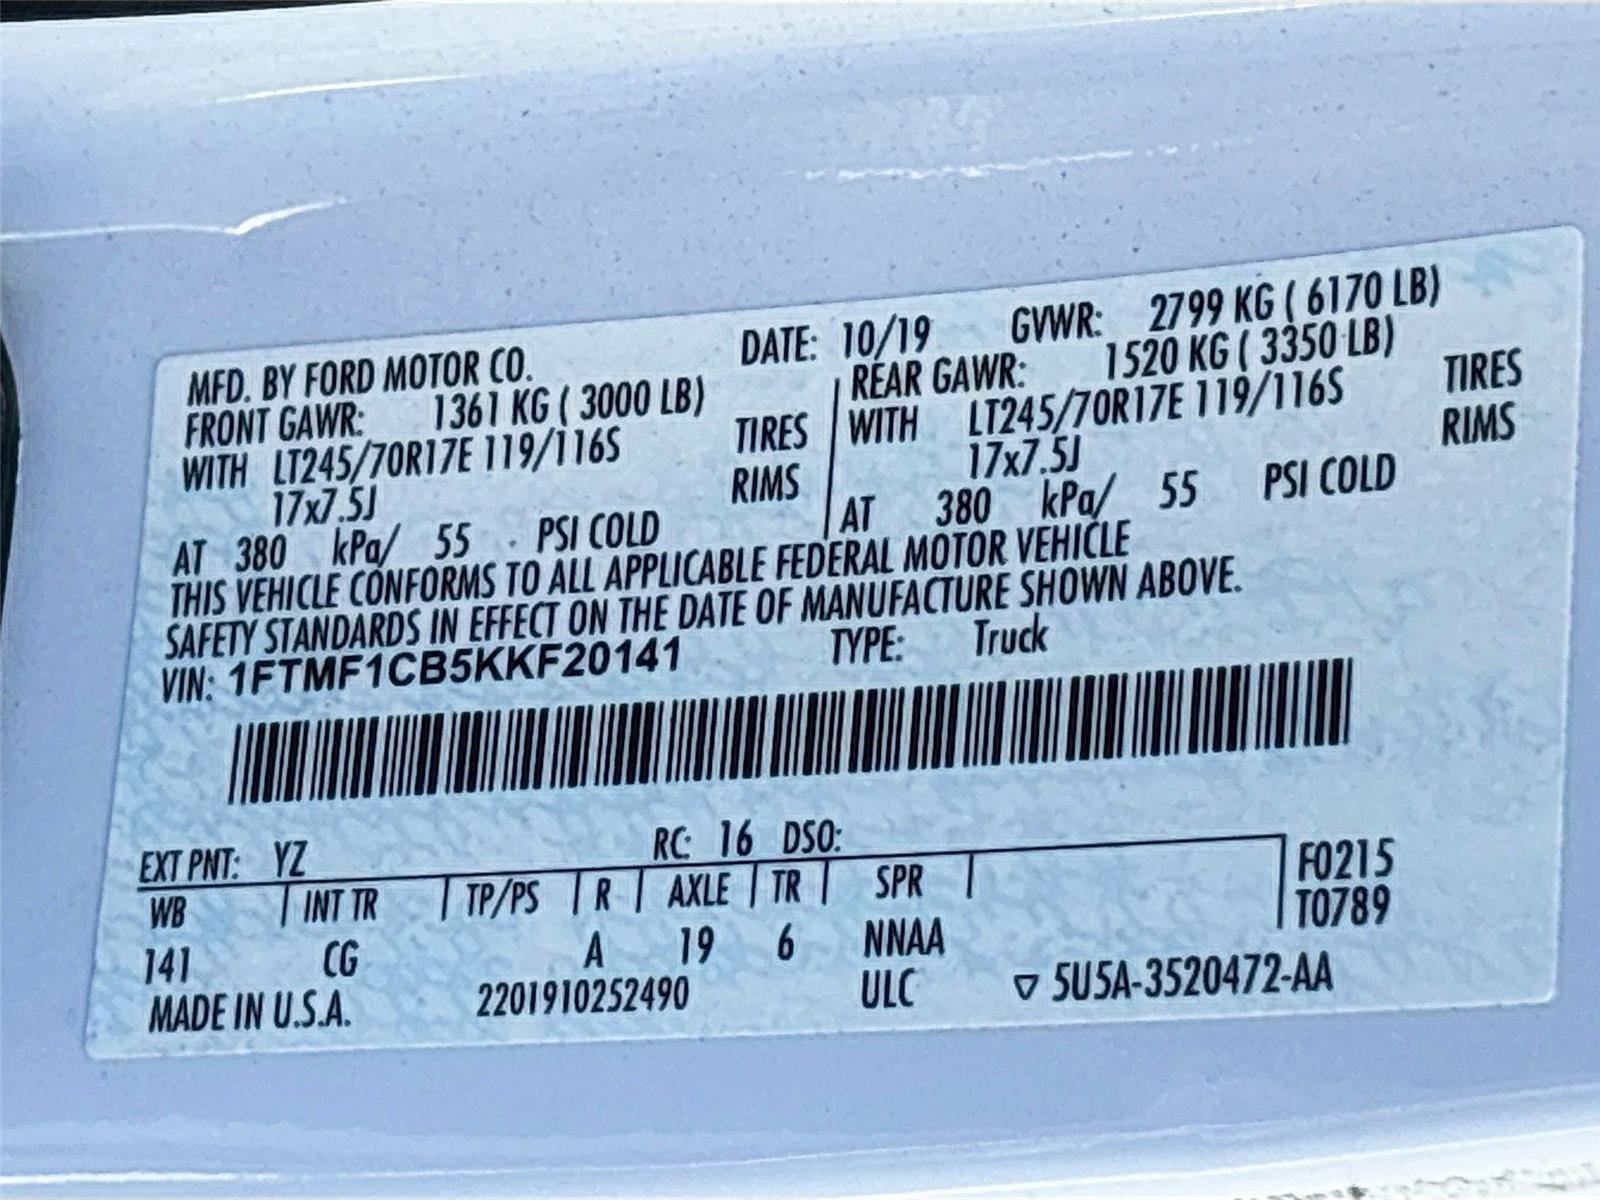 MFD. BY FORD MOTOR CO. DATE: 10/19 GVWR: 2799 KG ( 6170 LB)
FRONT GAWR: 1361 KG ( 3000 LB) REAR GAWR: 1520 KG ( 3350 LB)
WITH LT245/70R17E 119/116S TIRES WITH LT245/70R17E 119/116S TIRES
17x7.5J RIMS 17x7.5J RIMS
AT 380 kPa/ 55 PSI COLD AT 380 kPa/ 55 PSI COLD
THIS VEHICLE CONFORMS TO ALL APPLICABLE FEDERAL MOTOR VEHICLE
SAFETY STANDARDS IN EFFECT ON THE DATE OF MANUFACTURE SHOWN ABOVE.
VIN: 1FTMF1CB5KKF20141 TYPE: Truck
EXT PNT: YZ RC: 16 DSO:
WB INT TR TP/PS R AXLE TR SPR F0215
T0789
141 CG A 19 6 NNAA
MADE IN U.S.A. 2201910252490 ULC ▽ 5U5A-3520472-AA